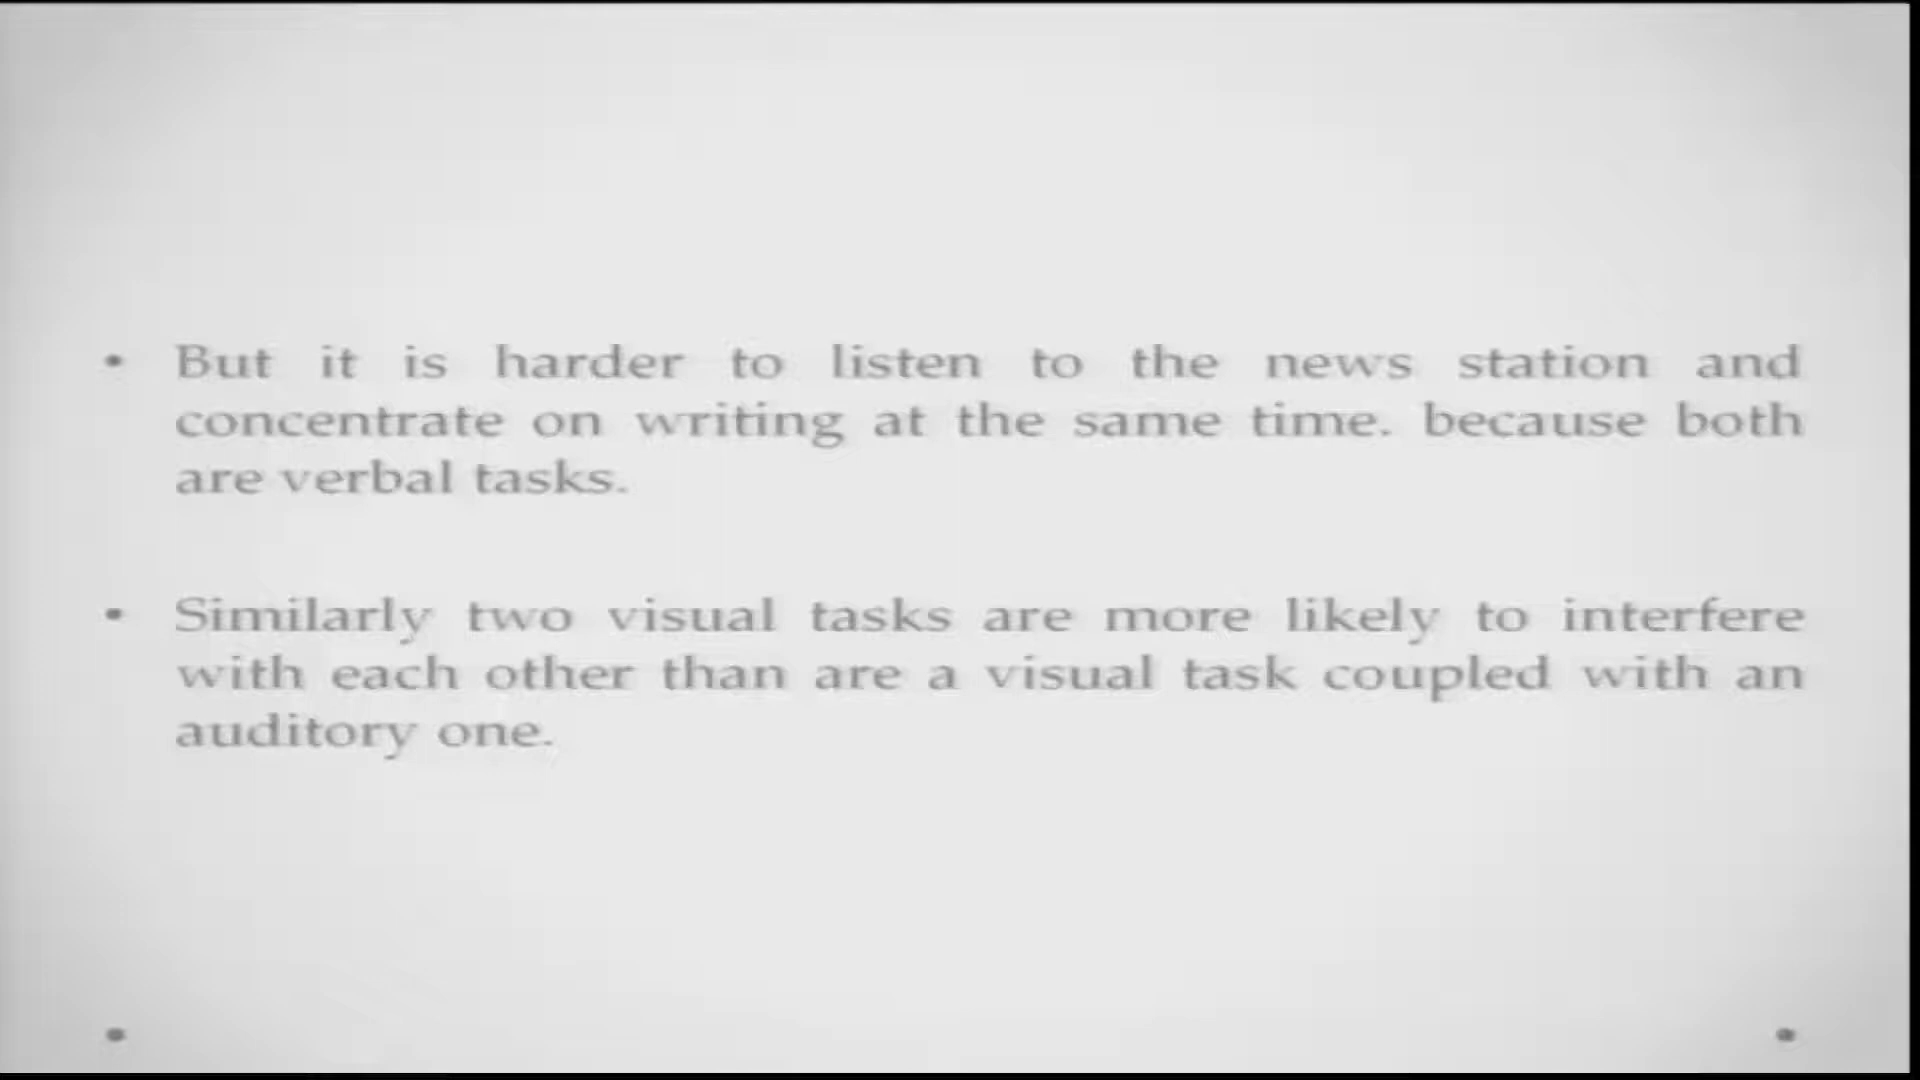 • But it is harder to listen to the news station and
concentrate on writing at the same time. because both
are verbal tasks.
• Similarly two visual tasks are more likely to interfere
with each other than are a visual task coupled with an
auditory one.